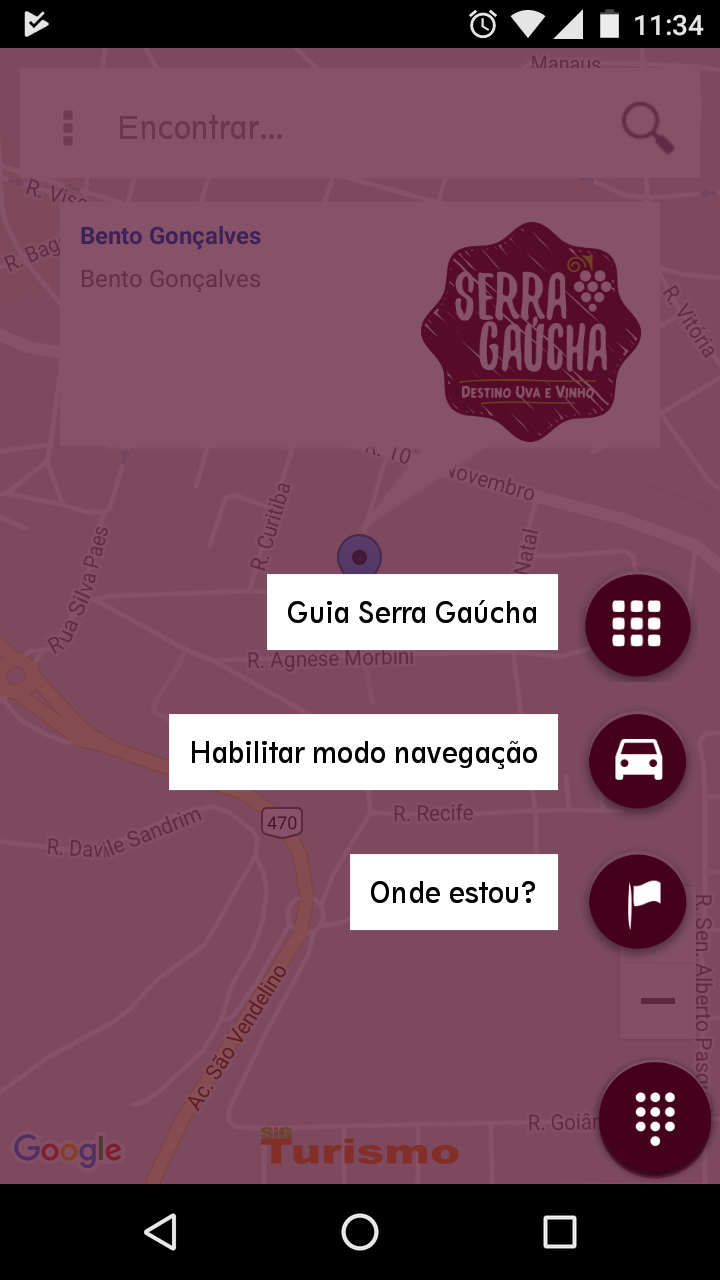 11:34
Manaus
Encontrar...
R. Bag
Bento Gonçalves
Bento Gonçalves
SERRA
GAÚCHA
DESTINO UVA E VINHO
R. Vitória
R. 10
Novembro
R. Curitiba
Natal
Rua Silva Paes
Guia Serra Gaúcha
R. Agnese Morbini
Habilitar modo navegação
470
R. Recife
R. Davile Sandrim
Onde estou?
R. Sen. Alberto Pasq
Ac. São Vendelino
R. Goiâ
Google
SIG
Turismo